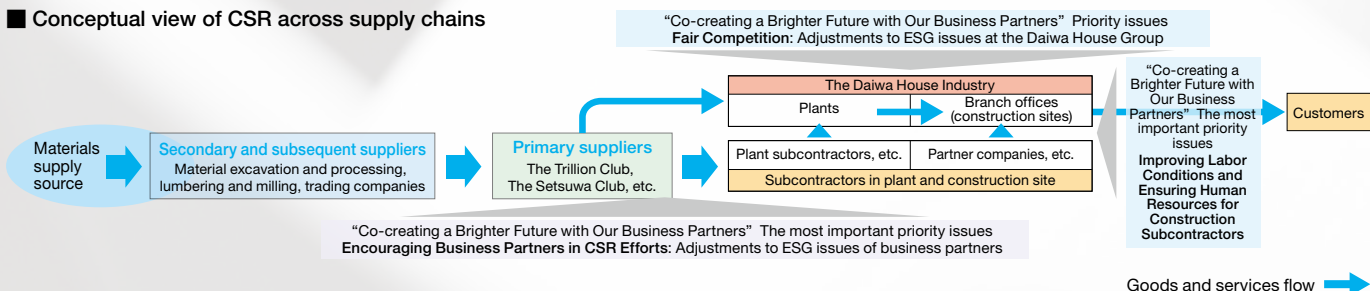 ■ Conceptual view of CSR across supply chains
“Co-creating a Brighter Future with Our Business Partners” Priority issues
Fair Competition: Adjustments to ESG issues at the Daiwa House Group
Materials
supply
source
Secondary and subsequent suppliers
Material excavation and processing,
lumbering and milling, trading companies
Primary suppliers
The Trillion Club,
The Setsuwa Club, etc.
The Daiwa House Industry
Plants
Branch offices
(construction sites)
Plant subcontractors, etc.
Partner companies, etc.
Subcontractors in plant and construction site
“Co-creating a
Brighter Future with
Our Business
Partners” The most
important priority
issues
Improving Labor
Conditions and
Ensuring Human
Resources for
Construction
Subcontractors
Customers
“Co-creating a Brighter Future with Our Business Partners” The most important priority issues
Encouraging Business Partners in CSR Efforts: Adjustments to ESG issues of business partners
Goods and services flow